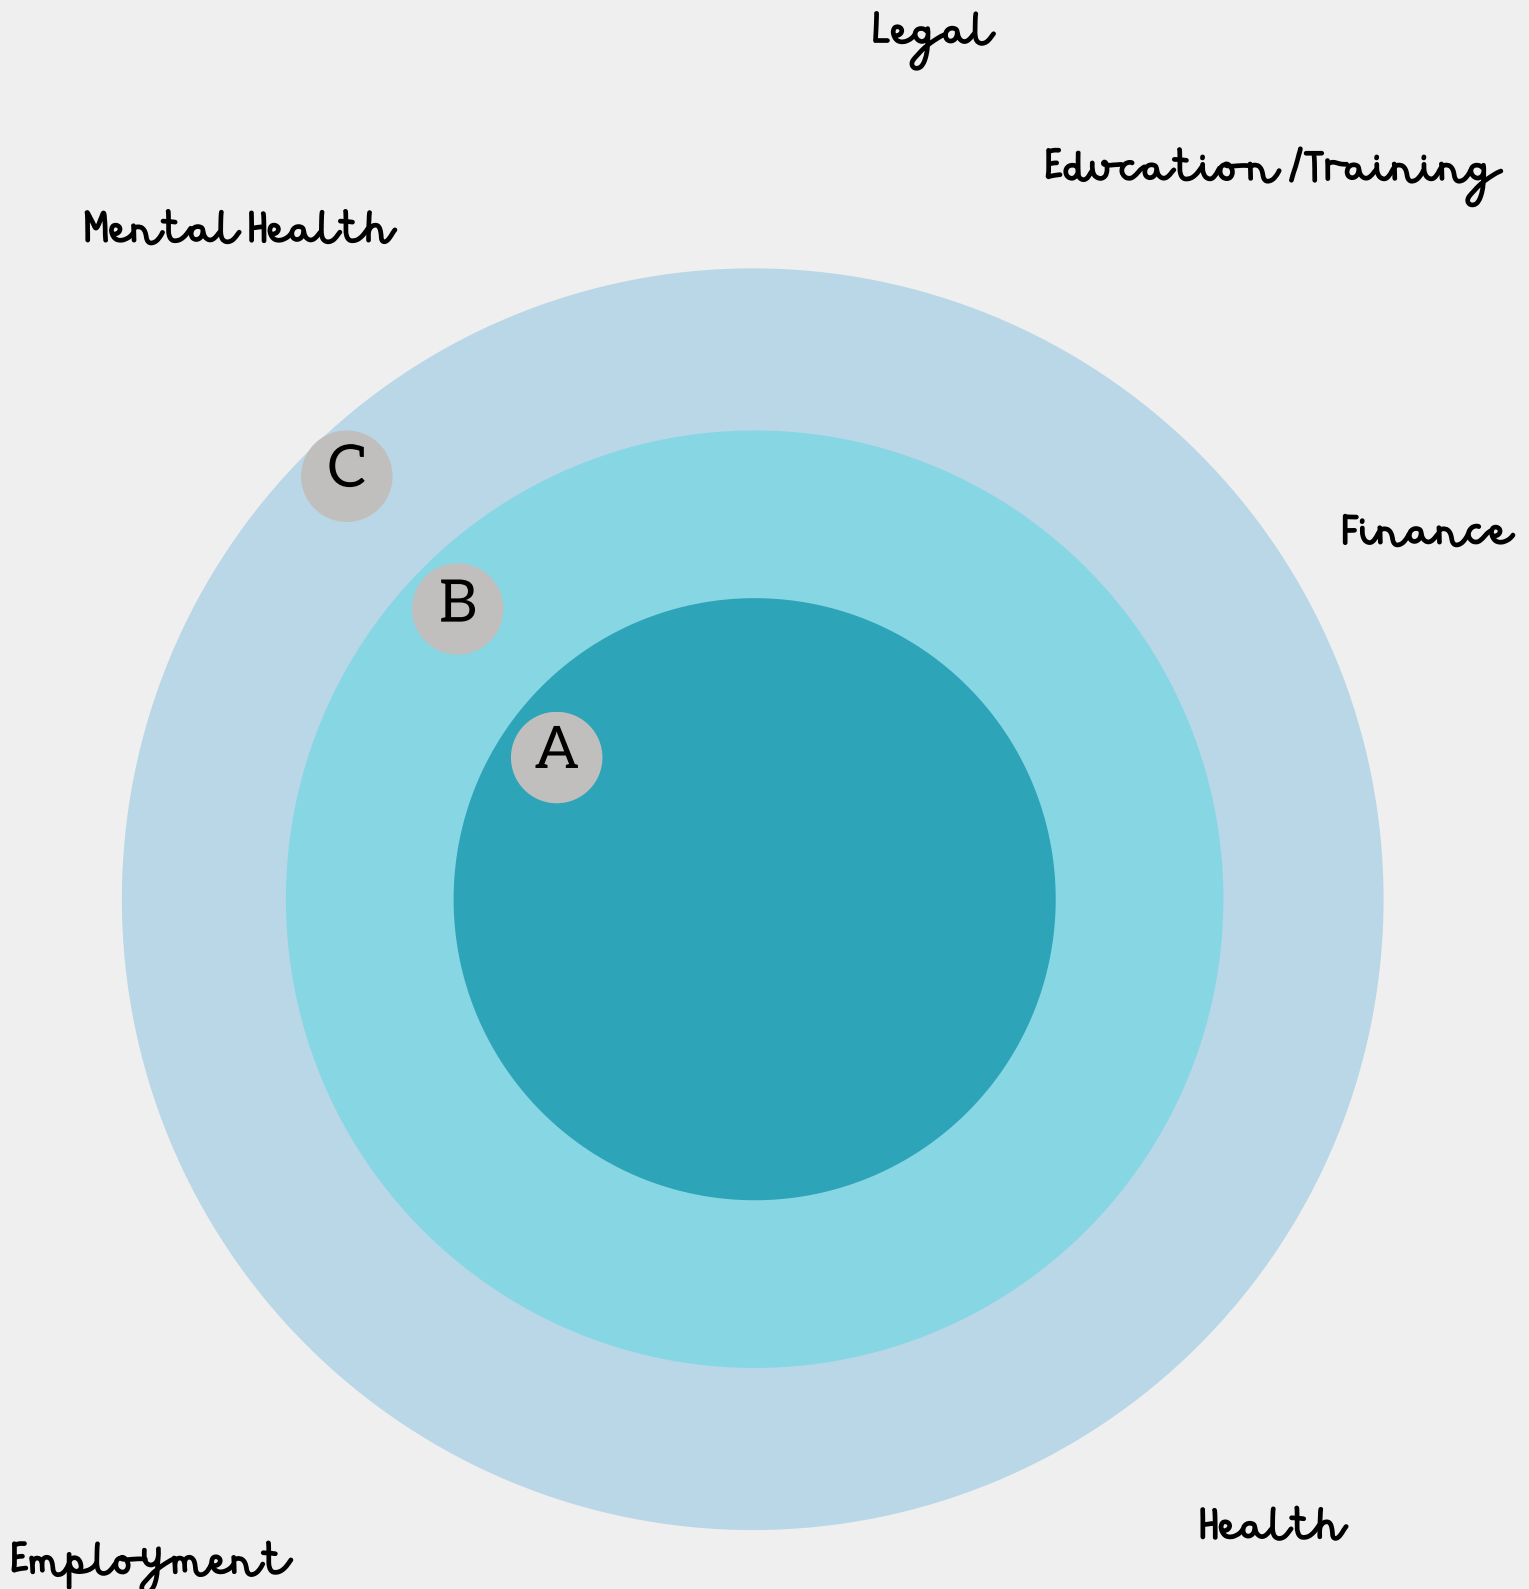 Legal
Education /Training
Mental Health
C
Finance
B
A
Health
Employment